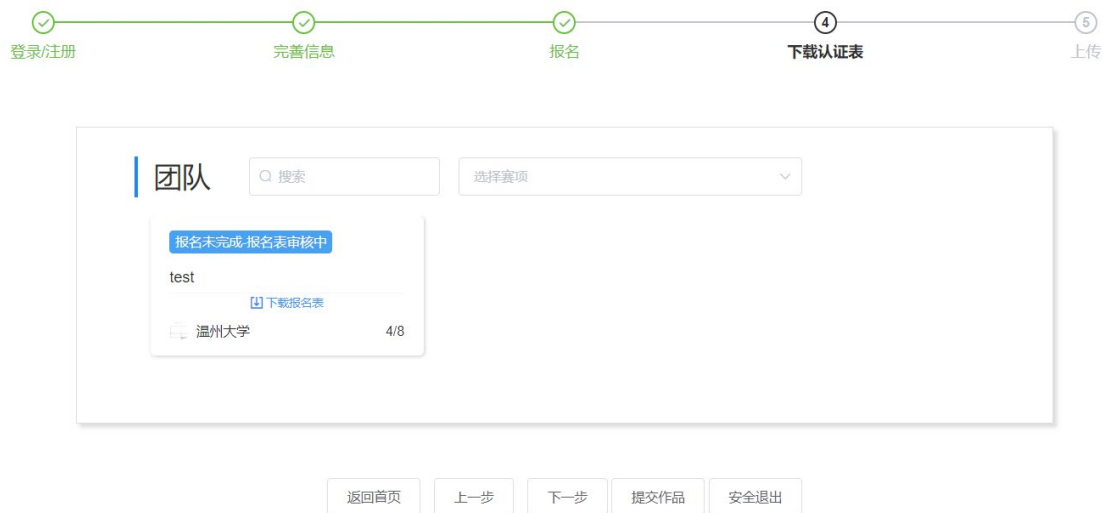 4 5
登录/注册 完善信息 报名 下载认证表 上传
团队 搜索 选择赛项
报名未完成-报名表审核中
test
下载报名表
温州大学 4/8
返回首页 上一步 下一步 提交作品 安全退出